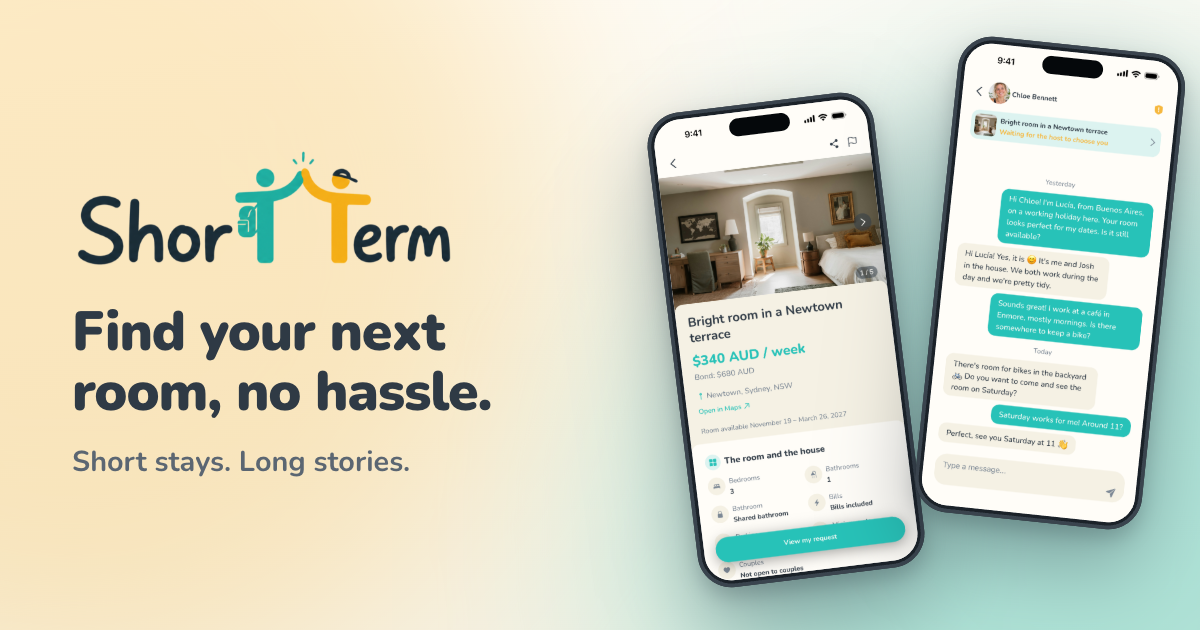 ShorTTerm
Find your next
room, no hassle.
Short stays. Long stories.
9:41
1 / 5
Bright room in a Newtown
terrace
$340 AUD / week
Bond: $680 AUD
Newtown, Sydney, NSW
Open in Maps ↗
Room available November 19 – March 26, 2027
The room and the house
Bedrooms
3
Bathrooms
1
Bathroom
Shared bathroom
Bills
Bills included
View my request
Couples
Not open to couples
9:41
Chloe Bennett
Bright room in a Newtown terrace
Waiting for the host to choose you
Yesterday
Hi Chloe! I'm Lucía, from Buenos Aires,
on a working holiday here. Your room
looks perfect for my dates. Is it still
available?
Hi Lucía! Yes, it is 😊 It's me and Josh
in the house. We both work during the
day and we're pretty tidy.
Sounds great! I work at a café in
Enmore, mostly mornings. Is there
somewhere to keep a bike?
Today
There's room for bikes in the backyard
🚲 Do you want to come and see the
room on Saturday?
Saturday works for me! Around 11?
Perfect, see you Saturday at 11 👋
Type a message...